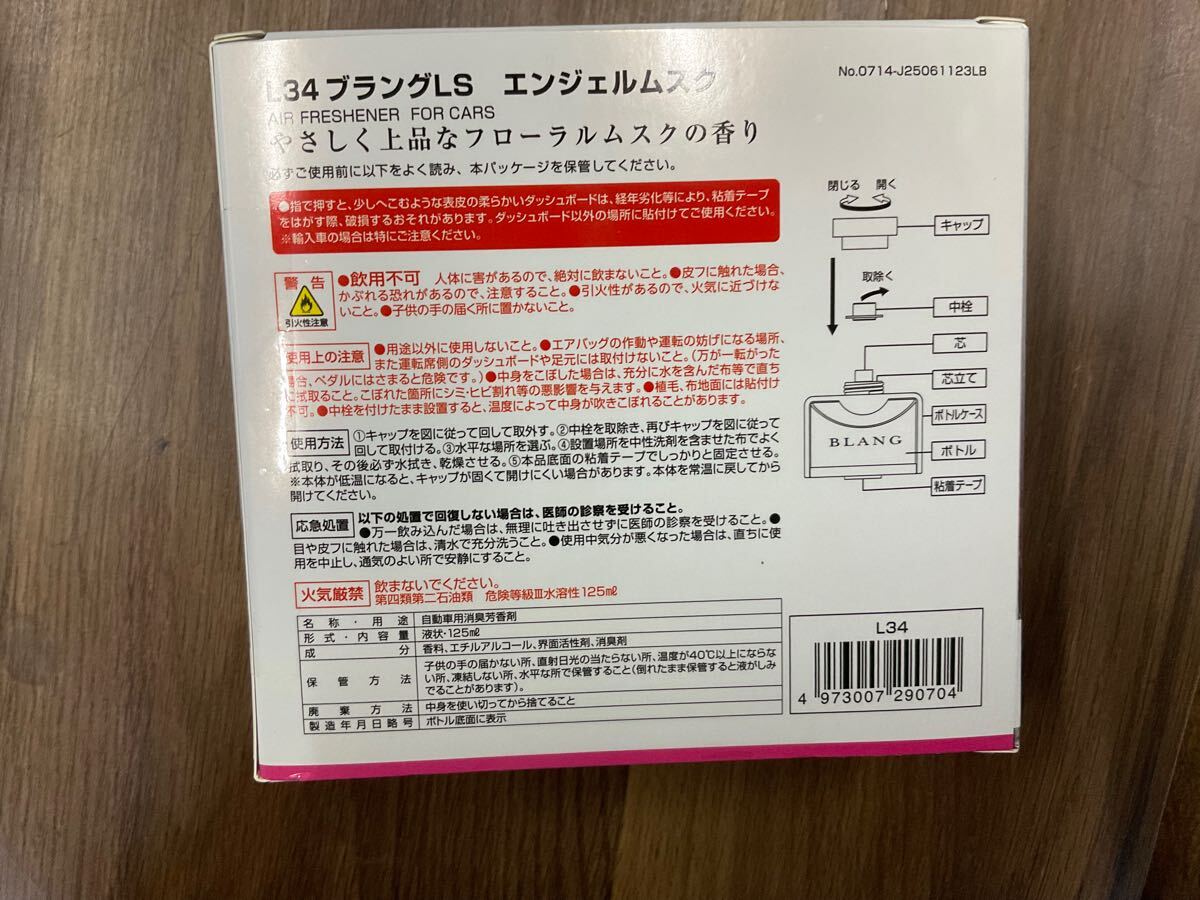 L34 ブラングLS エンジェルムスク
No.0714-J25061123LB
AIR FRESHENER FOR CARS
やさしく上品なフローラルムスクの香り
必ずご使用前に以下をよく読み、本パッケージを保管してください。
●指で押すと、少しへこむような表皮の柔らかいダッシュボードは、経年劣化等により、粘着テープ
をはがす際、破損するおそれがあります。ダッシュボード以外の場所に貼付けてご使用ください。
※輸入車の場合は特にご注意ください。
警告
引火性注意
●飲用不可 人体に害があるので、絶対に飲まないこと。●皮フに触れた場合、
かぶれる恐れがあるので、注意すること。●引火性があるので、火気に近づけな
いこと。●子供の手の届く所に置かないこと。
使用上の注意 ●用途以外に使用しないこと。●エアバッグの作動や運転の妨げになる場所、
また運転席側のダッシュボードや足元には取付けないこと。(万が一転がった
場合、ペダルにはさまると危険です。)●中身をこぼした場合は、充分に水を含んだ布等で直ち
に拭取ること。こぼれた箇所にシミ・ヒビ割れ等の悪影響を与えます。●植毛、布地面には貼付け
不可。●中栓を付けたまま設置すると、温度によって中身が吹きこぼれることがあります。
使用方法 ①キャップを図に従って回して取外す。②中栓を取除き、再びキャップを図に従って
回して取付ける。③水平な場所を選ぶ。④設置場所を中性洗剤を含ませた布でよく
拭取り、その後必ず水拭き、乾燥させる。⑤本品底面の粘着テープでしっかりと固定させる。
※本体が低温になると、キャップが固くて開けにくい場合があります。本体を常温に戻してから
開けてください。
応急処置 以下の処置で回復しない場合は、医師の診察を受けること。
●万一飲み込んだ場合は、無理に吐き出させずに医師の診察を受けること。●
目や皮フに触れた場合は、清水で充分洗うこと。●使用中気分が悪くなった場合は、直ちに使
用を中止し、通気のよい所で安静にすること。
火気厳禁 飲まないでください。
第四類第二石油類 危険等級Ⅲ水溶性125㎖
名称・用途 自動車用消臭芳香剤
形式・内容量 液状・125㎖
成分 香料、エチルアルコール、界面活性剤、消臭剤
保管方法 子供の手の届かない所、直射日光の当たらない所、温度が40℃以上にならな
い所、凍結しない所、水平な所で保管すること(倒れたまま保管すると液がしみ
でることがあります)。
廃棄方法 中身を使い切ってから捨てること
製造年月日略号 ボトル底面に表示
閉じる 開く
キャップ
取除く
中栓
芯
芯立て
ボトルケース
BLANG
ボトル
粘着テープ
L34
4 973007 290704